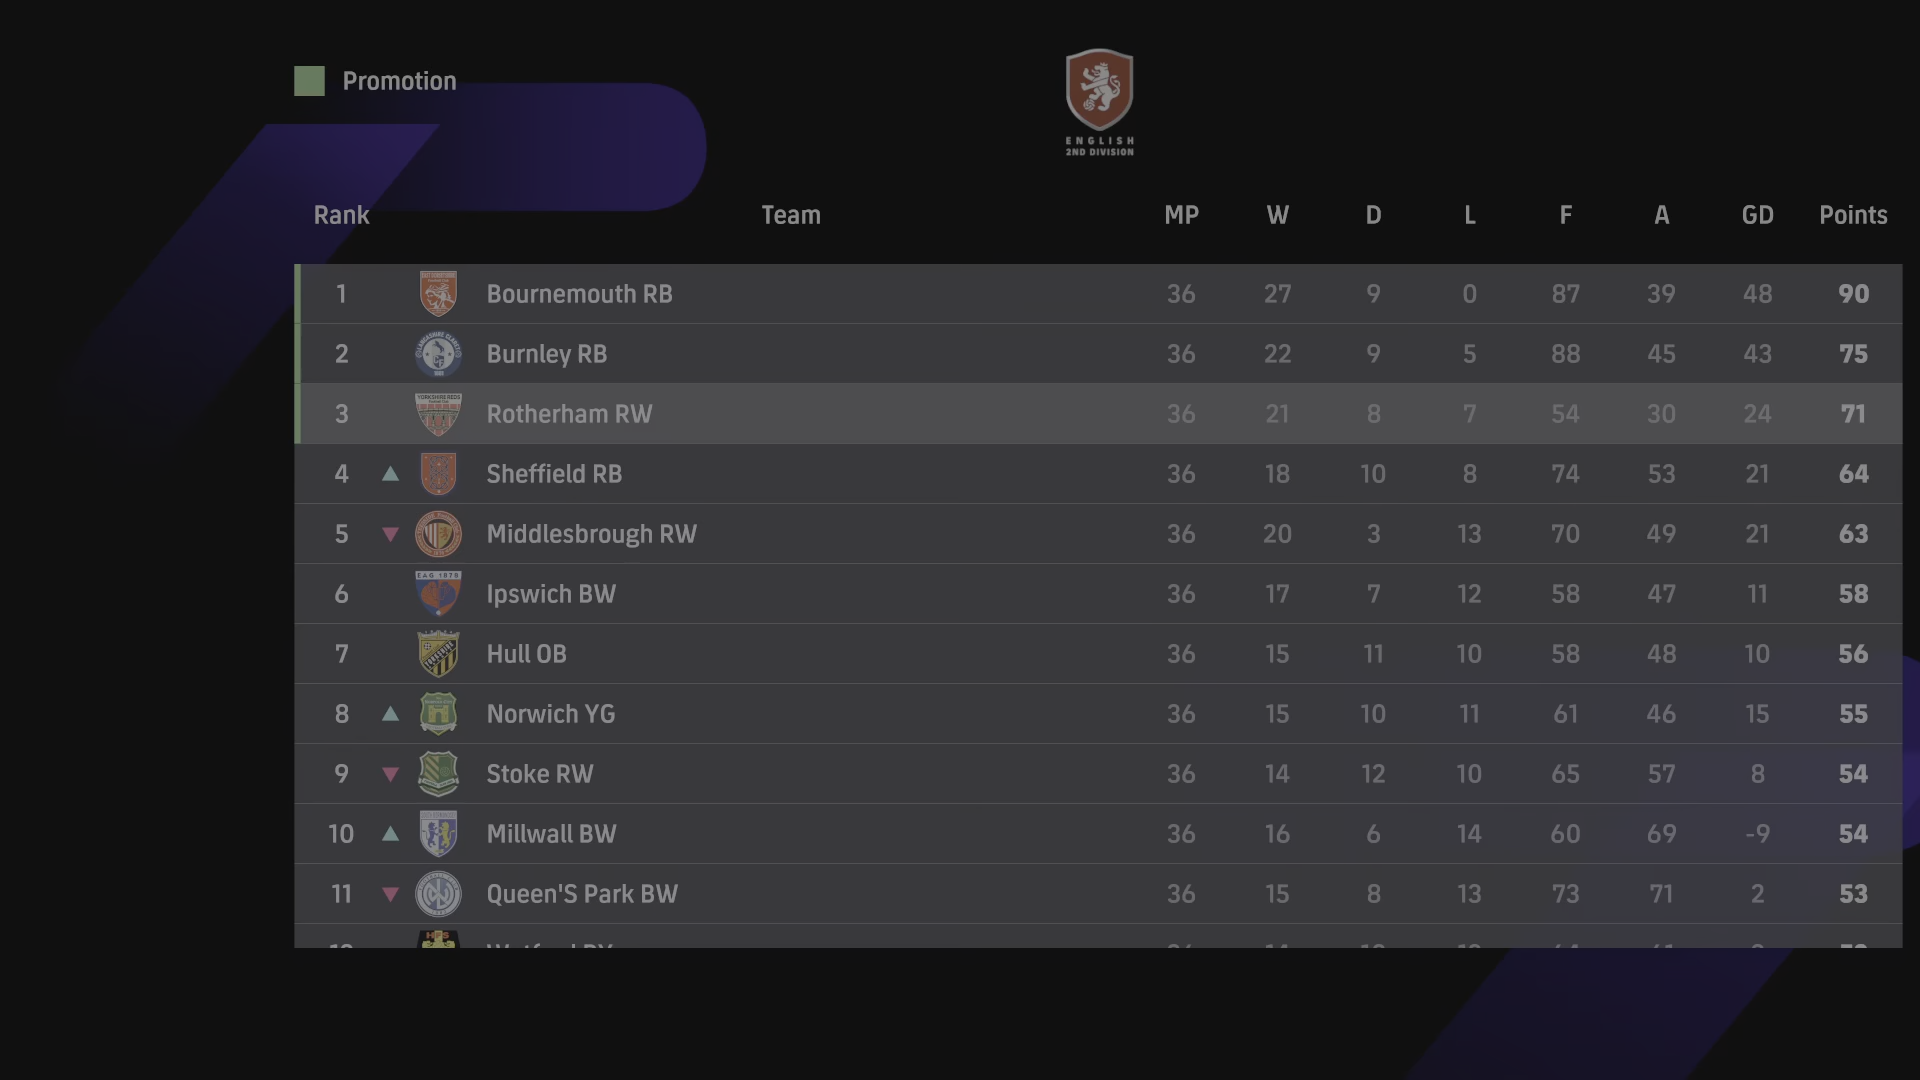 Promotion
ENGLISH
2ND DIVISION
Rank Team MP W D L F A GD Points
1 Bournemouth RB 36 27 9 0 87 39 48 90
2 Burnley RB 36 22 9 5 88 45 43 75
3 Rotherham RW 36 21 8 7 54 30 24 71
4 Sheffield RB 36 18 10 8 74 53 21 64
5 Middlesbrough RW 36 20 3 13 70 49 21 63
6 Ipswich BW 36 17 7 12 58 47 11 58
7 Hull OB 36 15 11 10 58 48 10 56
8 Norwich YG 36 15 10 11 61 46 15 55
9 Stoke RW 36 14 12 10 65 57 8 54
10 Millwall BW 36 16 6 14 60 69 -9 54
11 Queen'S Park BW 36 15 8 13 73 71 2 53